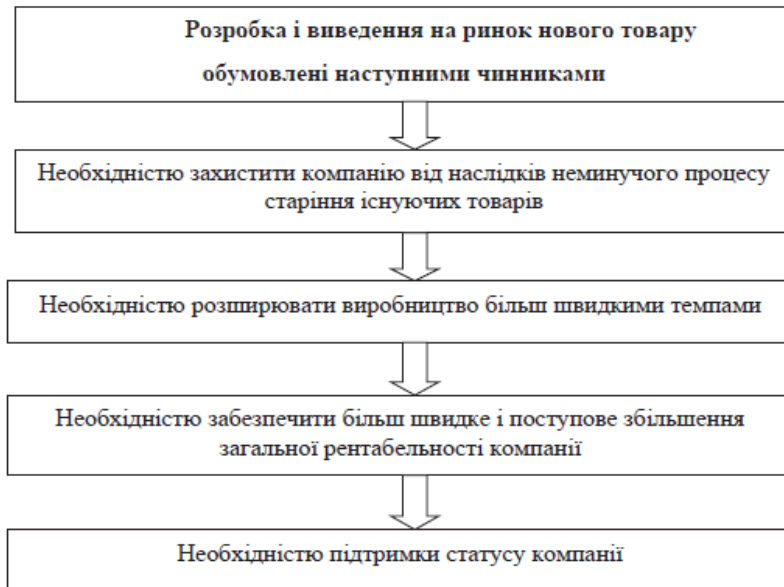 Розробка і виведення на ринок нового товару
обумовлені наступними чинниками
Необхідністю захистити компанію від наслідків неминучого процесу
старіння існуючих товарів
Необхідністю розширювати виробництво більш швидкими темпами
Необхідністю забезпечити більш швидке і поступове збільшення
загальної рентабельності компанії
Необхідністю підтримки статусу компанії